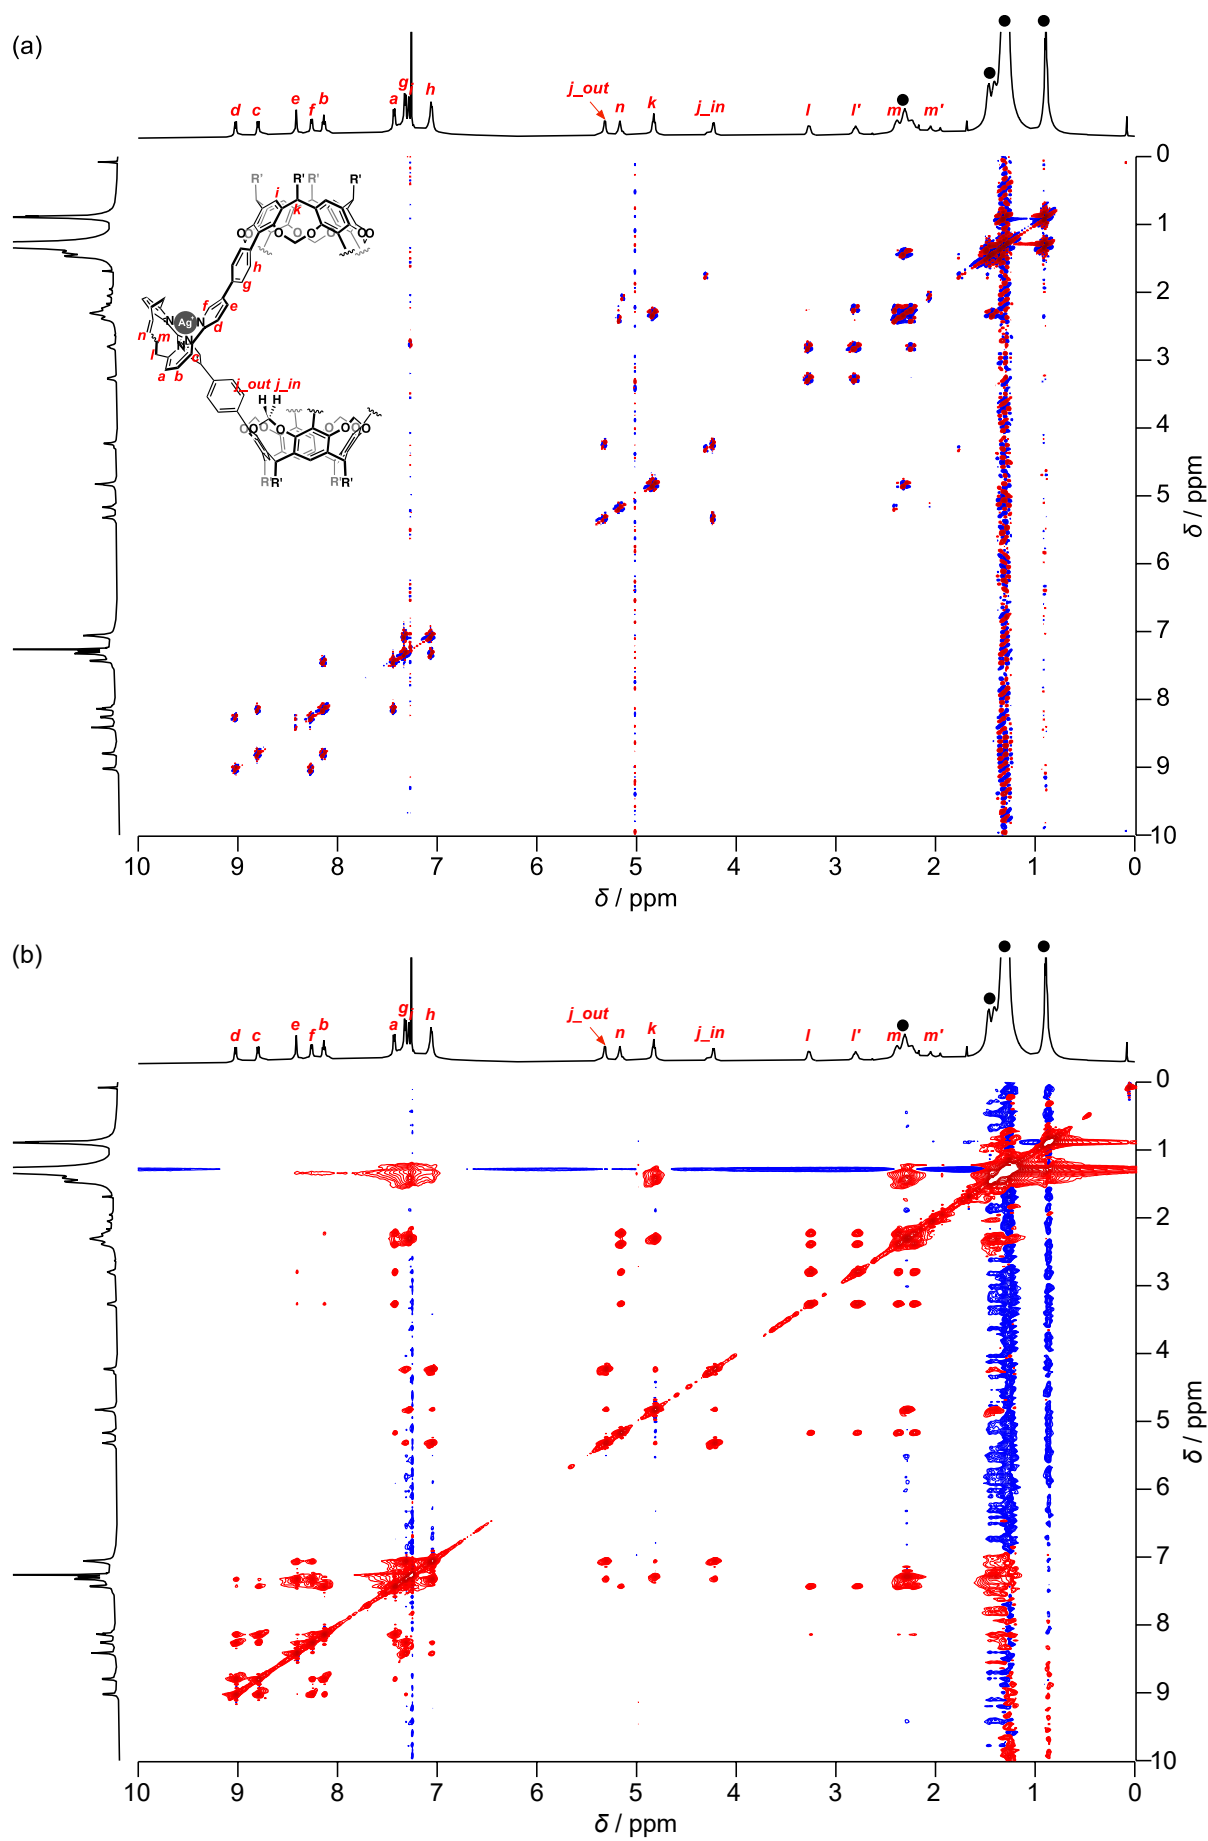 (a)
j_out
d c e f b a g i h n k j_in l l' m m'
R' R' R' R'
i
k
O O O O O
h
g
f e
N Ag+ N
d
n m N
l N c
a b
j_out j_in
H H
O O O O O O O
R' R' R' R'
0
1
2
3
4
5
6
7
8
9
10
δ / ppm
10 9 8 7 6 5 4 3 2 1 0
δ / ppm
(b)
j_out
d c e f b a g i h n k j_in l l' m m'
0
1
2
3
4
5
6
7
8
9
10
δ / ppm
10 9 8 7 6 5 4 3 2 1 0
δ / ppm